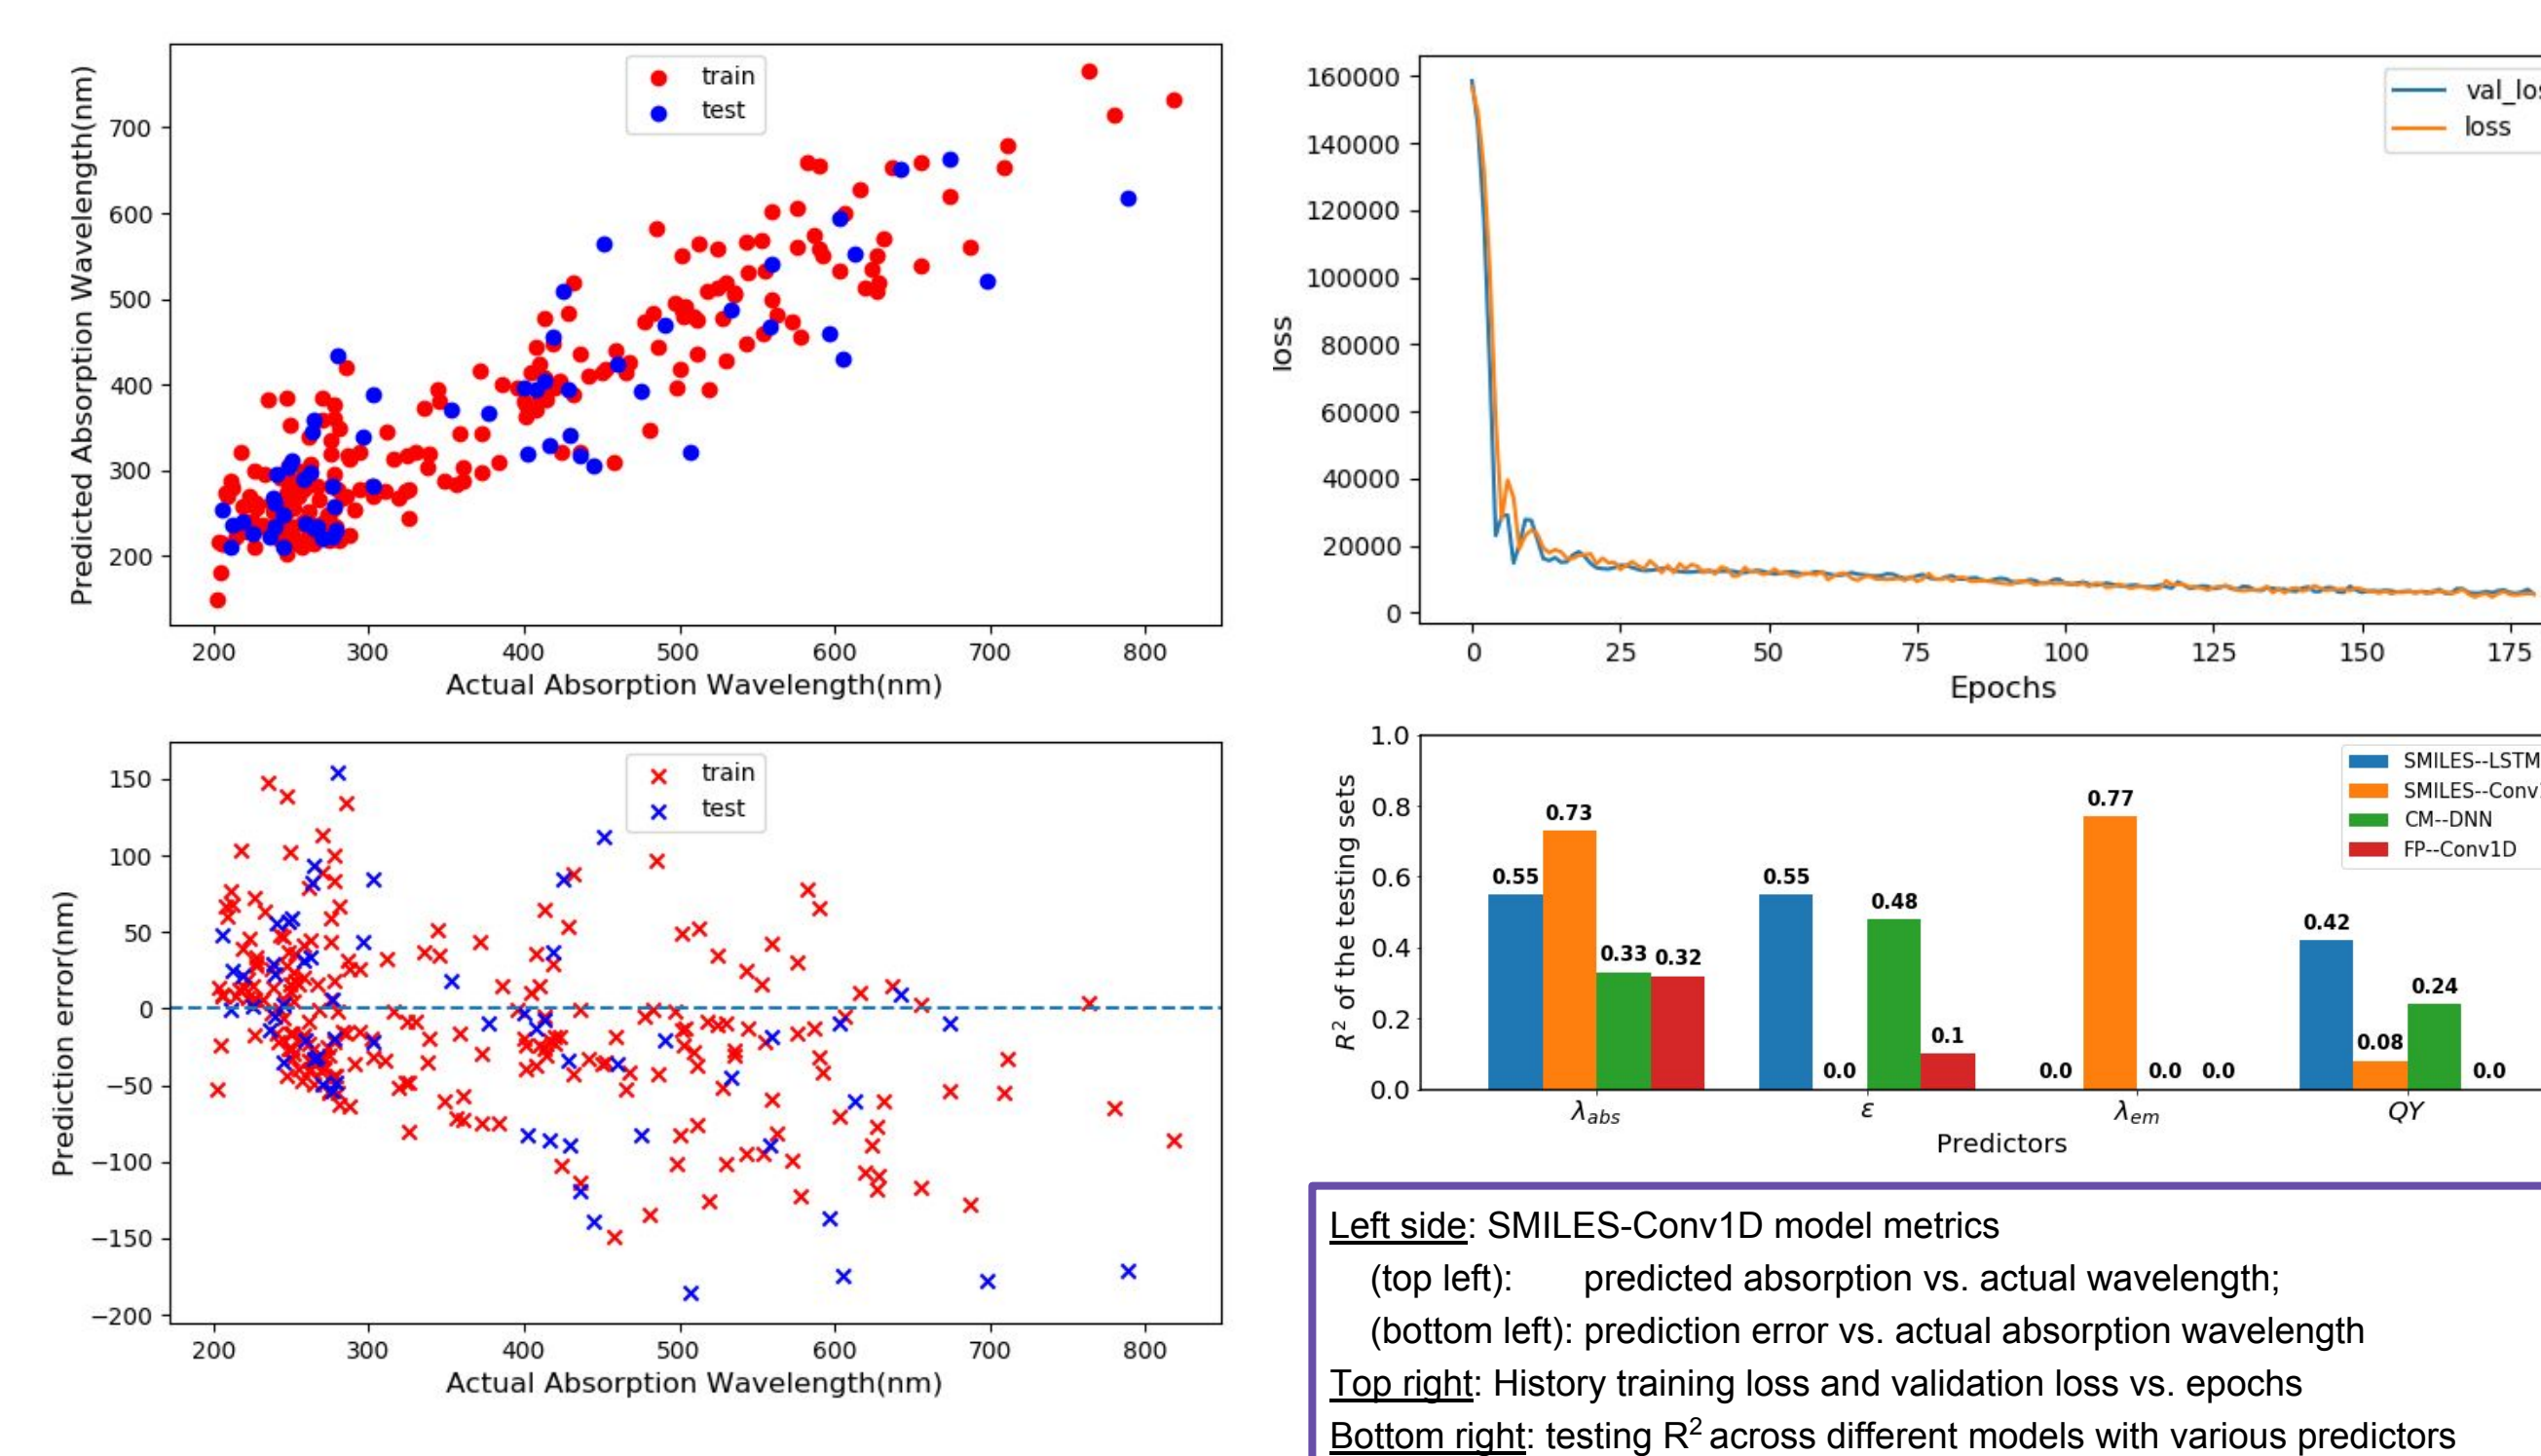 train
test
700
600
500
400
300
200
Predicted Absorption Wavelength(nm)
200 300 400 500 600 700 800
Actual Absorption Wavelength(nm)
160000
140000
120000
100000
80000
60000
40000
20000
0
loss
val_los
loss
0 25 50 75 100 125 150 175
Epochs
train
test
150
100
50
0
−50
−100
−150
−200
Prediction error(nm)
200 300 400 500 600 700 800
Actual Absorption Wavelength(nm)
1.0
0.8
0.6
0.4
0.2
0.0
R² of the testing sets
SMILES--LSTM
SMILES--Conv1
CM--DNN
FP--Conv1D
0.55 0.73 0.33 0.32
0.55 0.0 0.48 0.1
0.0 0.77 0.0 0.0
0.42 0.08 0.24 0.0
λabs ε λem QY
Predictors
Left side: SMILES-Conv1D model metrics
(top left): predicted absorption vs. actual wavelength;
(bottom left): prediction error vs. actual absorption wavelength
Top right: History training loss and validation loss vs. epochs
Bottom right: testing R² across different models with various predictors